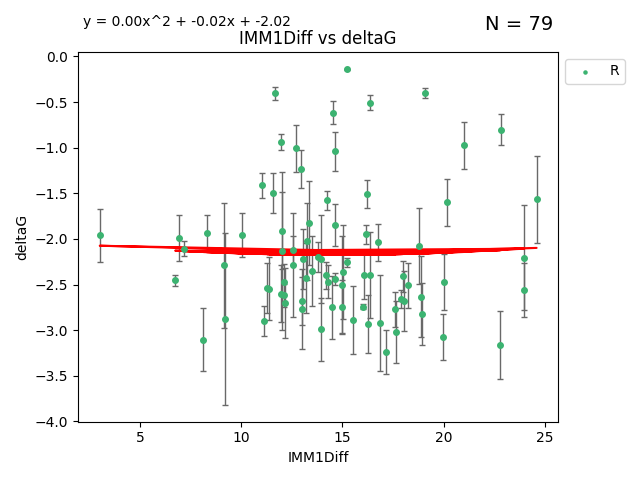 y = 0.00x^2 + -0.02x + -2.02
N = 79
IMM1Diff vs deltaG
R
0.0
−0.5
−1.0
−1.5
−2.0
−2.5
−3.0
−3.5
−4.0
deltaG
5 10 15 20 25
IMM1Diff